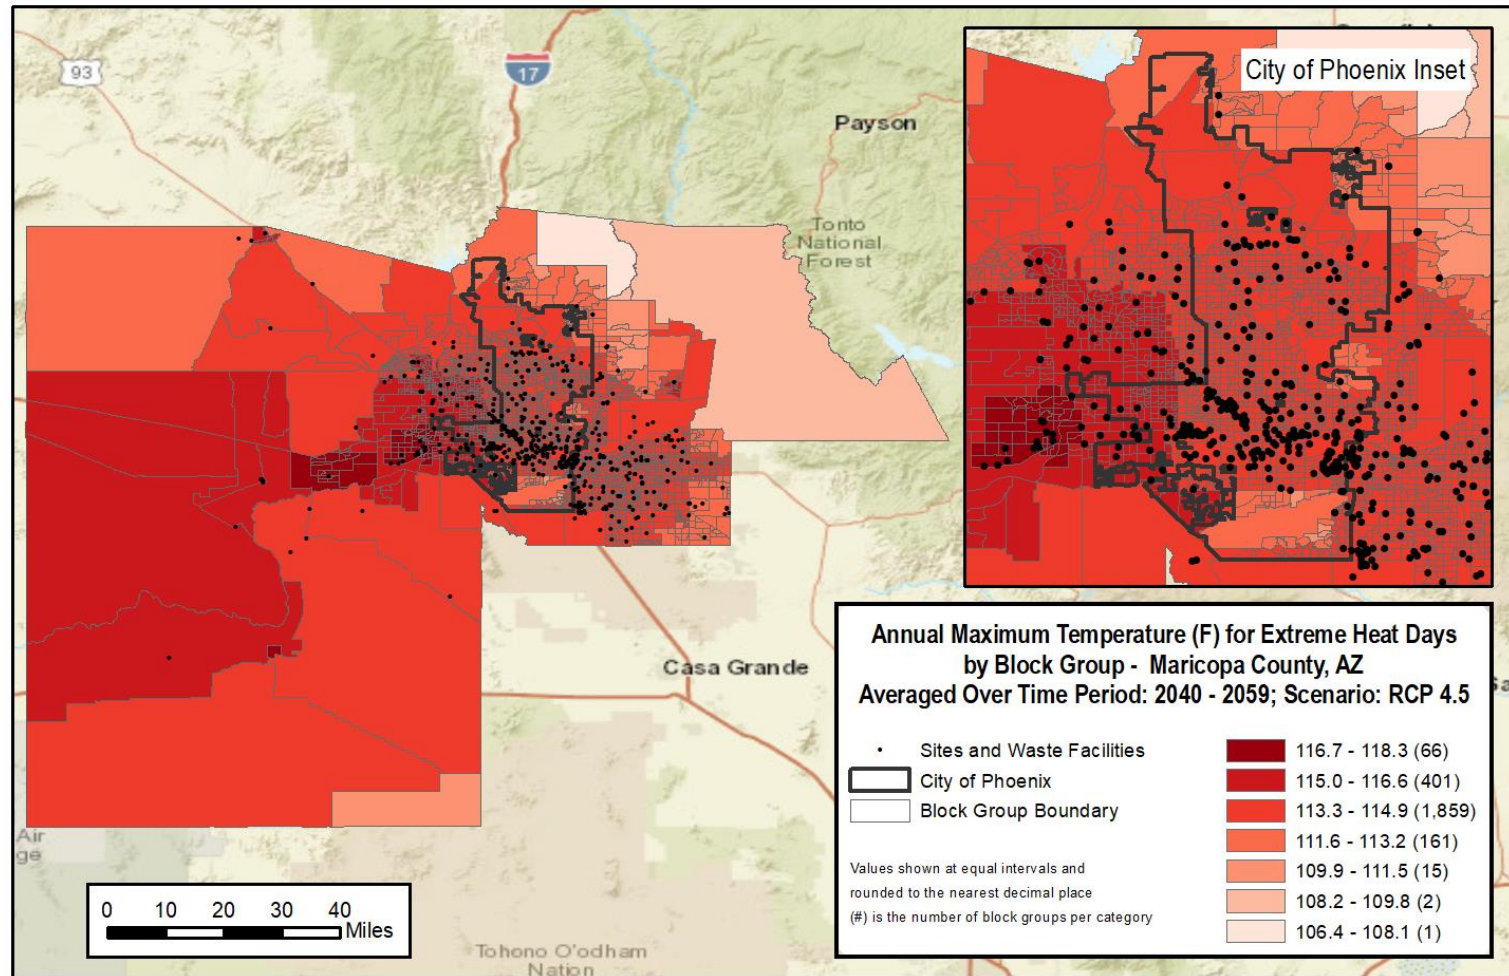 93
17
Payson
Tonto
National
Forest
City of Phoenix Inset
Casa Grande
Air
ge
Tohono O'odham
Nation
0 10 20 30 40
Miles
Annual Maximum Temperature (F) for Extreme Heat Days
by Block Group - Maricopa County, AZ
Averaged Over Time Period: 2040 - 2059; Scenario: RCP 4.5
Sites and Waste Facilities
City of Phoenix
Block Group Boundary
Values shown at equal intervals and
rounded to the nearest decimal place
(#) is the number of block groups per category
116.7 - 118.3 (66)
115.0 - 116.6 (401)
113.3 - 114.9 (1,859)
111.6 - 113.2 (161)
109.9 - 111.5 (15)
108.2 - 109.8 (2)
106.4 - 108.1 (1)
Sa